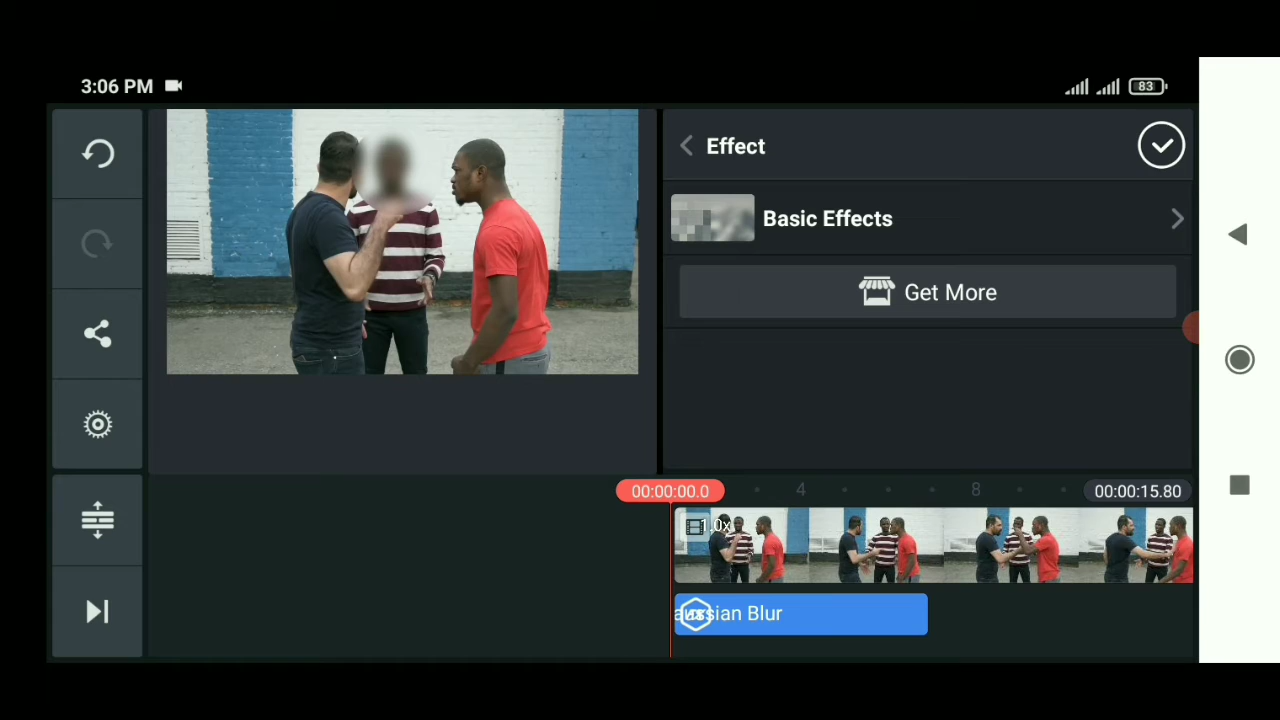 3:06 PM
83
Effect
Basic Effects
Get More
00:00:00.0
4
8
00:00:15.80
1.0x
aussian Blur